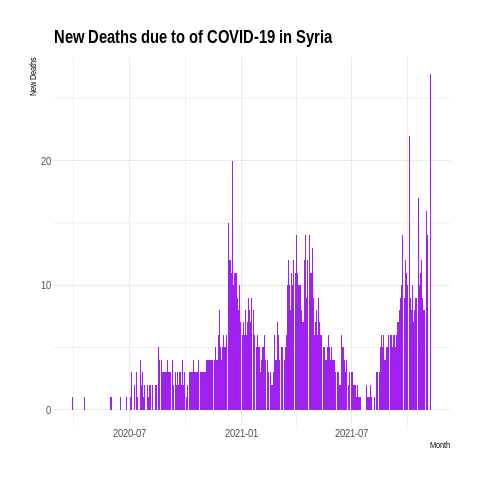 New Deaths due to of COVID-19 in Syria
New Deaths
20
10
0
2020-07
2021-01
2021-07
Month